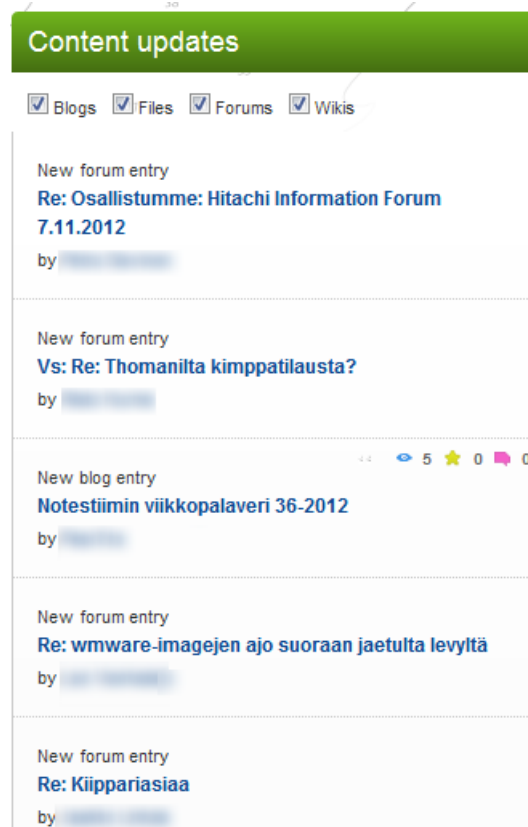 Content updates
Blogs Files Forums Wikis
New forum entry
Re: Osallistumme: Hitachi Information Forum
7.11.2012
by
New forum entry
Vs: Re: Thomanilta kimppatilausta?
by
5 0 0
New blog entry
Notestiimin viikkopalaveri 36-2012
by
New forum entry
Re: wmware-imagejen ajo suoraan jaetulta levyltä
by
New forum entry
Re: Kiippariasiaa
by